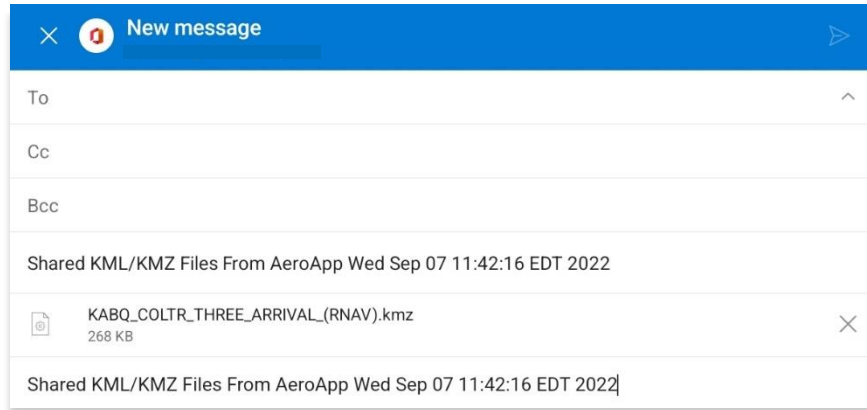 New message
To
Cc
Bcc
Shared KML/KMZ Files From AeroApp Wed Sep 07 11:42:16 EDT 2022
KABQ_COLTR_THREE_ARRIVAL_(RNAV).kmz
268 KB
Shared KML/KMZ Files From AeroApp Wed Sep 07 11:42:16 EDT 2022